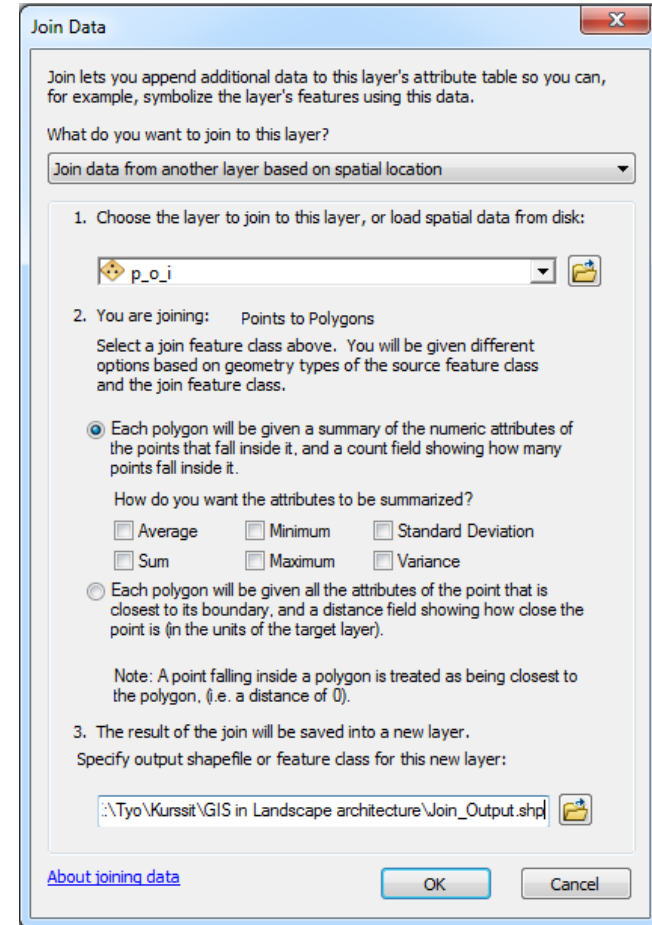 Join Data
Join lets you append additional data to this layer's attribute table so you can,
for example, symbolize the layer's features using this data.
What do you want to join to this layer?
Join data from another layer based on spatial location
1. Choose the layer to join to this layer, or load spatial data from disk:
p_o_i
2. You are joining: Points to Polygons
Select a join feature class above. You will be given different
options based on geometry types of the source feature class
and the join feature class.
Each polygon will be given a summary of the numeric attributes of
the points that fall inside it, and a count field showing how many
points fall inside it.
How do you want the attributes to be summarized?
Average Minimum Standard Deviation
Sum Maximum Variance
Each polygon will be given all the attributes of the point that is
closest to its boundary, and a distance field showing how close the
point is (in the units of the target layer).
Note: A point falling inside a polygon is treated as being closest to
the polygon, (i.e. a distance of 0).
3. The result of the join will be saved into a new layer.
Specify output shapefile or feature class for this new layer:
:\Tyo\Kurssit\GIS in Landscape architecture\Join_Output.shp
About joining data OK Cancel